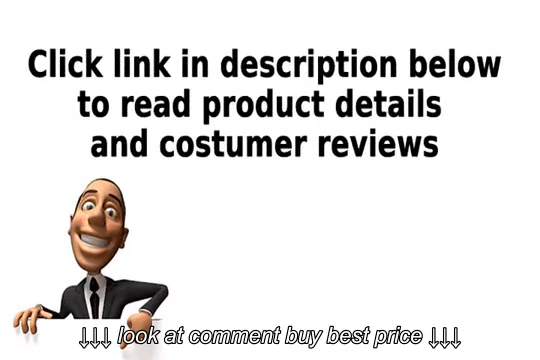 Click link in description below
to read product details
and costumer reviews
↓↓↓ look at comment buy best price ↓↓↓